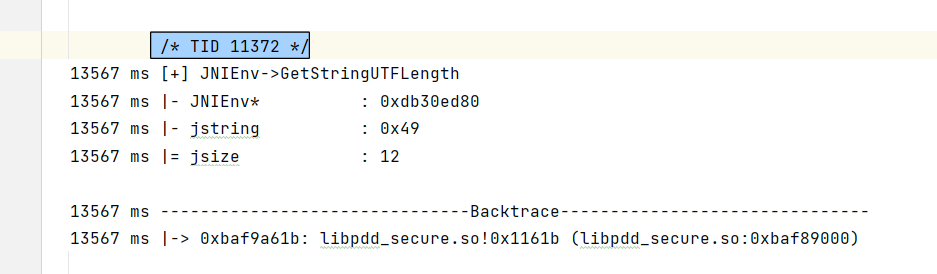 /* TID 11372 */
13567 ms [+] JNIEnv->GetStringUTFLength
13567 ms |- JNIEnv*          : 0xdb30ed80
13567 ms |- jstring          : 0x49
13567 ms |= jsize            : 12
13567 ms -------------------------------Backtrace-------------------------------
13567 ms |-> 0xbaf9a61b: libpdd_secure.so!0x1161b (libpdd_secure.so:0xbaf89000)